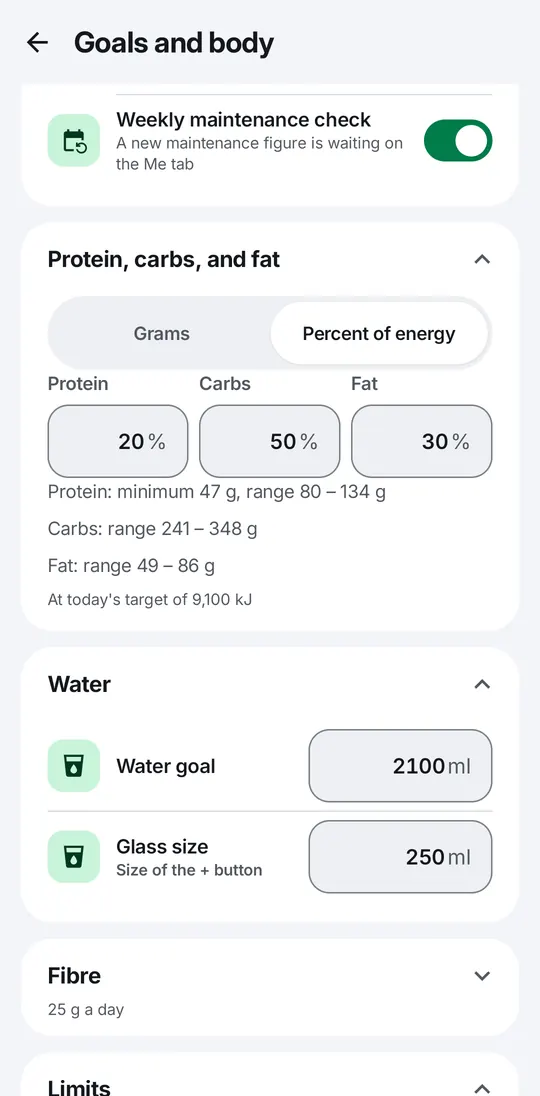 Goals and body
Weekly maintenance check
A new maintenance figure is waiting on
the Me tab
Protein, carbs, and fat
Grams
Percent of energy
Protein
Carbs
Fat
20 %
50 %
30 %
Protein: minimum 47 g, range 80 – 134 g
Carbs: range 241 – 348 g
Fat: range 49 – 86 g
At today's target of 9,100 kJ
Water
Water goal
2100 ml
Glass size
Size of the + button
250 ml
Fibre
25 g a day
Limits